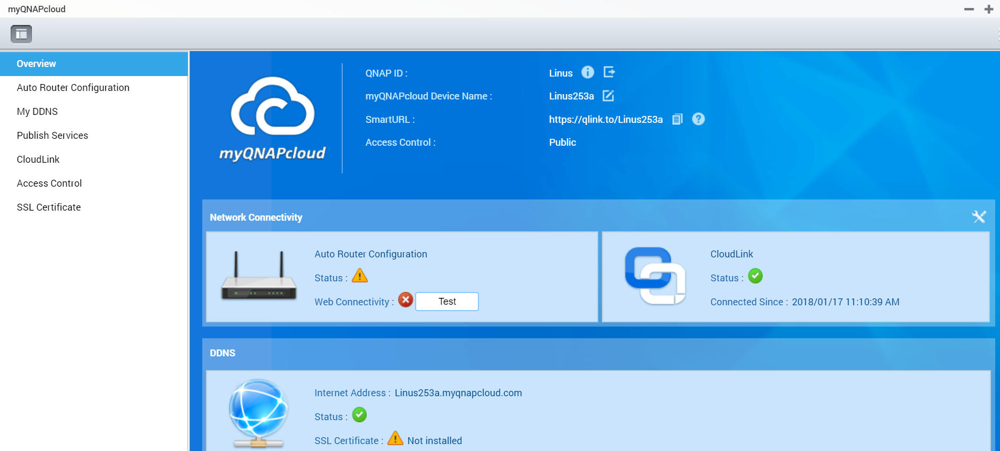 myQNAPcloud
Overview
Auto Router Configuration
My DDNS
Publish Services
CloudLink
Access Control
SSL Certificate
myQNAPcloud
QNAP ID : Linus
myQNAPcloud Device Name : Linus253a
SmartURL : https://qlink.to/Linus253a
Access Control : Public
Network Connectivity
Auto Router Configuration
Status :
Web Connectivity : Test
CloudLink
Status :
Connected Since : 2018/01/17 11:10:39 AM
DDNS
Internet Address : Linus253a.myqnapcloud.com
Status :
SSL Certificate : Not installed